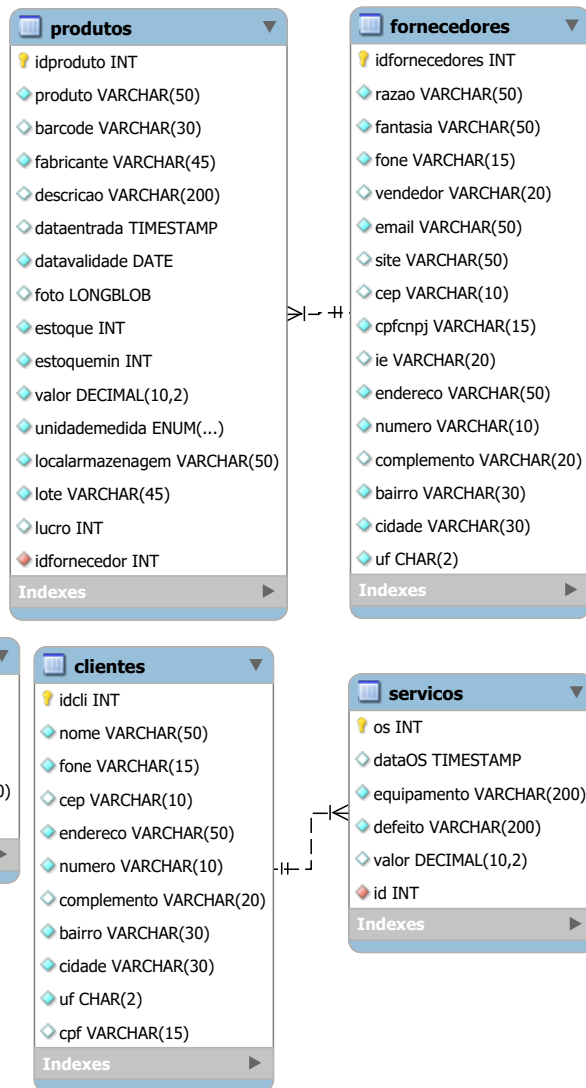 produtos
idproduto INT
produto VARCHAR(50)
barcode VARCHAR(30)
fabricante VARCHAR(45)
descricao VARCHAR(200)
dataentrada TIMESTAMP
datavalidade DATE
foto LONGBLOB
estoque INT
estoquemin INT
valor DECIMAL(10,2)
unidademedida ENUM(...)
localarmazenagem VARCHAR(50)
lote VARCHAR(45)
lucro INT
idfornecedor INT
Indexes
fornecedores
idfornecedores INT
razao VARCHAR(50)
fantasia VARCHAR(50)
fone VARCHAR(15)
vendedor VARCHAR(20)
email VARCHAR(50)
site VARCHAR(50)
cep VARCHAR(10)
cpfcnpj VARCHAR(15)
ie VARCHAR(20)
endereco VARCHAR(50)
numero VARCHAR(10)
complemento VARCHAR(20)
bairro VARCHAR(30)
cidade VARCHAR(30)
uf CHAR(2)
Indexes
0)
clientes
idcli INT
nome VARCHAR(50)
fone VARCHAR(15)
cep VARCHAR(10)
endereco VARCHAR(50)
numero VARCHAR(10)
complemento VARCHAR(20)
bairro VARCHAR(30)
cidade VARCHAR(30)
uf CHAR(2)
cpf VARCHAR(15)
Indexes
servicos
os INT
dataOS TIMESTAMP
equipamento VARCHAR(200)
defeito VARCHAR(200)
valor DECIMAL(10,2)
id INT
Indexes